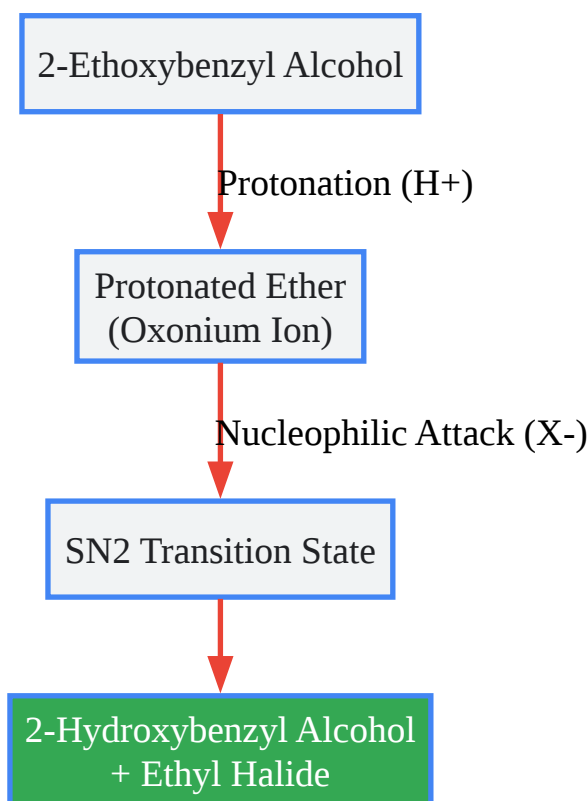 2-Ethoxybenzyl Alcohol
Protonation (H+)
Protonated Ether
(Oxonium Ion)
Nucleophilic Attack (X-)
SN2 Transition State
2-Hydroxybenzyl Alcohol
+ Ethyl Halide